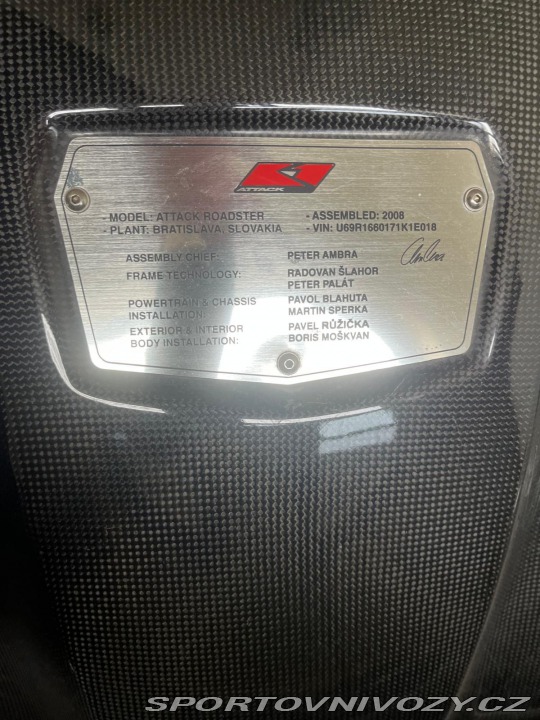 ATTACK
- MODEL: ATTACK ROADSTER - ASSEMBLED: 2008
- PLANT: BRATISLAVA, SLOVAKIA - VIN: U69R1660171K1E018
ASSEMBLY CHIEF: PETER AMBRA
FRAME TECHNOLOGY: RADOVAN ŠLAHOR
PETER PALÁT
POWERTRAIN & CHASSIS PAVOL BLAHUTA
INSTALLATION: MARTIN SPERKA
EXTERIOR & INTERIOR PAVEL RŮŽIČKA
BODY INSTALLATION: BORIS MOŠKVAN
SPORTOVNIVOZY.CZ